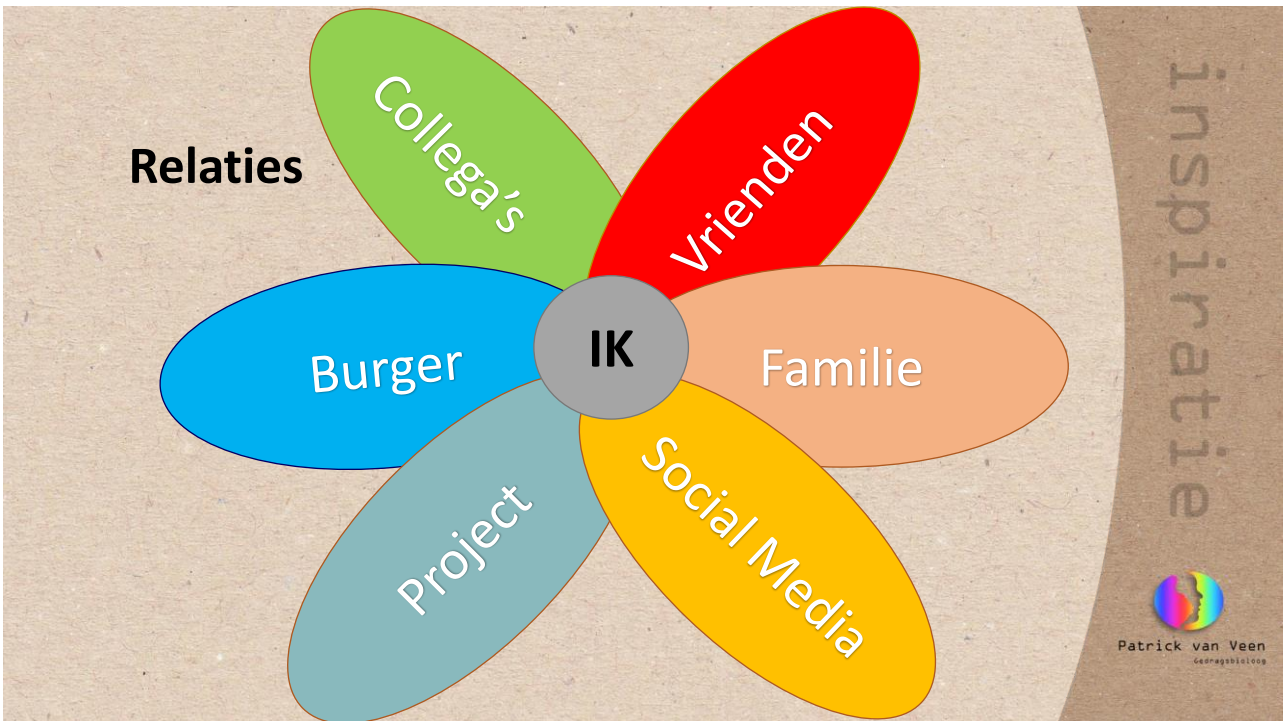 Relaties
Collega's
Vrienden
Burger
IK
Familie
Project
Social Media
inspiratie
Patrick van Veen
Gedragsbioloog